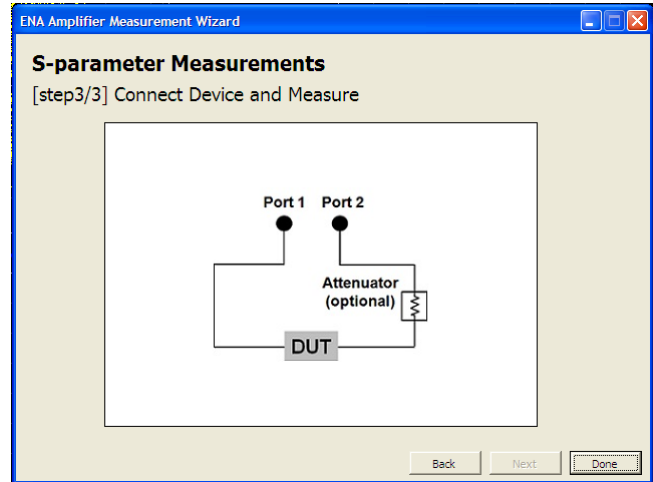 ENA Amplifier Measurement Wizard
S-parameter Measurements
[step3/3] Connect Device and Measure
Port 1 Port 2
Attenuator
(optional)
DUT
Back Next Done